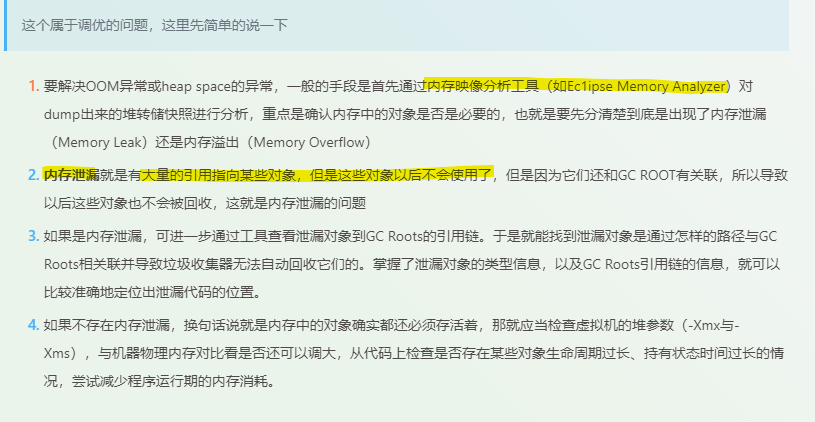 这个属于调优的问题，这里先简单的说一下
1. 要解决OOM异常或heap space的异常，一般的手段是首先通过内存映像分析工具（如Ec1ipse Memory Analyzer）对
dump出来的堆转储快照进行分析，重点是确认内存中的对象是否是必要的，也就是要先分清楚到底是出现了内存泄漏
（Memory Leak）还是内存溢出（Memory Overflow）
2. 内存泄漏就是有大量的引用指向某些对象，但是这些对象以后不会使用了，但是因为它们还和GC ROOT有关联，所以导致
以后这些对象也不会被回收，这就是内存泄漏的问题
3. 如果是内存泄漏，可进一步通过工具查看泄漏对象到GC Roots的引用链。于是就能找到泄漏对象是通过怎样的路径与GC
Roots相关联并导致垃圾收集器无法自动回收它们的。掌握了泄漏对象的类型信息，以及GC Roots引用链的信息，就可以
比较准确地定位出泄漏代码的位置。
4. 如果不存在内存泄漏，换句话说就是内存中的对象确实都还必须存活着，那就应当检查虚拟机的堆参数（-Xmx与-
Xms），与机器物理内存对比看是否还可以调大，从代码上检查是否存在某些对象生命周期过长、持有状态时间过长的情
况，尝试减少程序运行期的内存消耗。